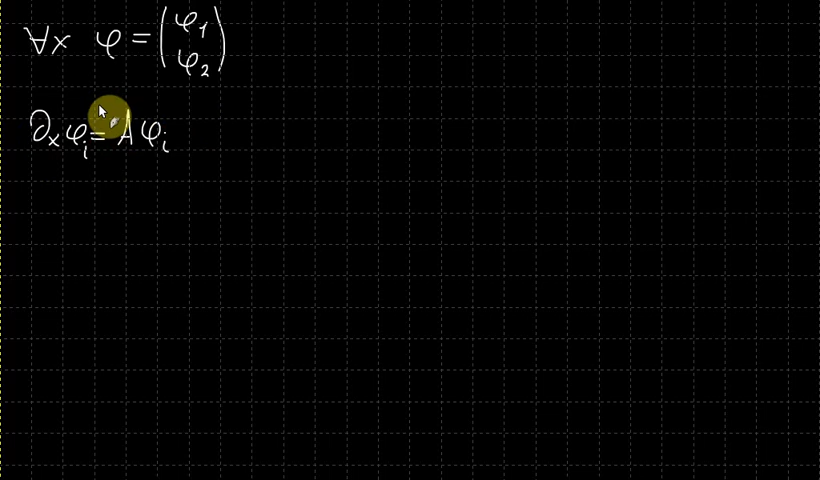 ∀x φ = (φ₁ φ₂)
∂ₓφᵢ = Aφᵢ